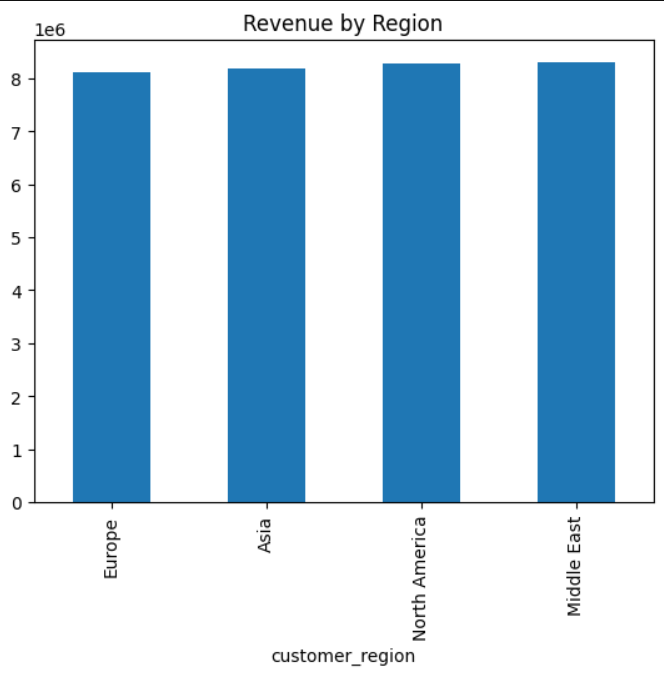 Revenue by Region
1e6
8
7
6
5
4
3
2
1
0
Europe
Asia
North America
Middle East
customer_region